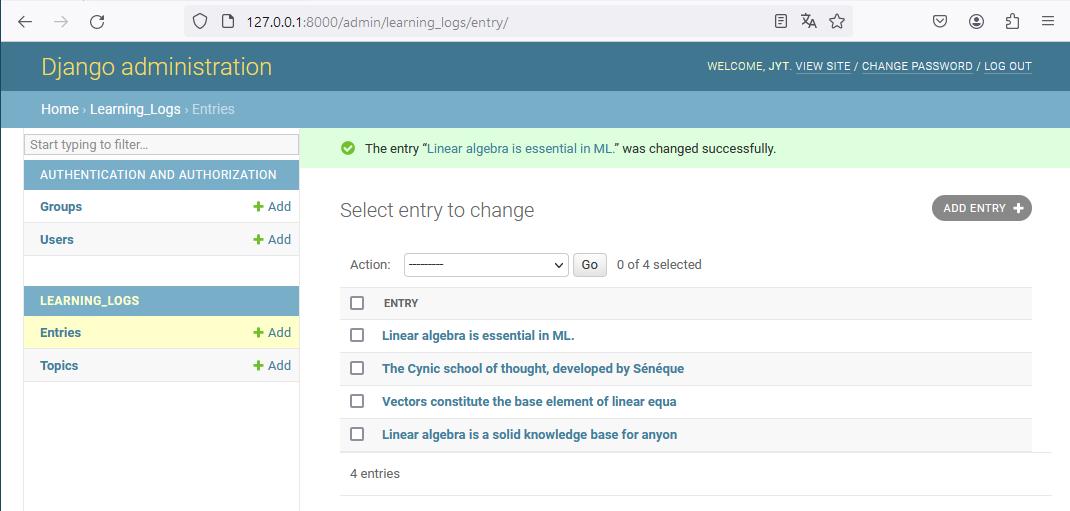 127.0.0.1:8000/admin/learning_logs/entry/
Django administration
WELCOME, JYT. VIEW SITE / CHANGE PASSWORD / LOG OUT
Home › Learning_Logs › Entries
Start typing to filter...
AUTHENTICATION AND AUTHORIZATION
Groups + Add
Users + Add
LEARNING_LOGS
Entries + Add
Topics + Add
The entry “Linear algebra is essential in ML.” was changed successfully.
Select entry to change
ADD ENTRY +
Action: --------- Go 0 of 4 selected
ENTRY
Linear algebra is essential in ML.
The Cynic school of thought, developed by Sénéque
Vectors constitute the base element of linear equa
Linear algebra is a solid knowledge base for anyon
4 entries